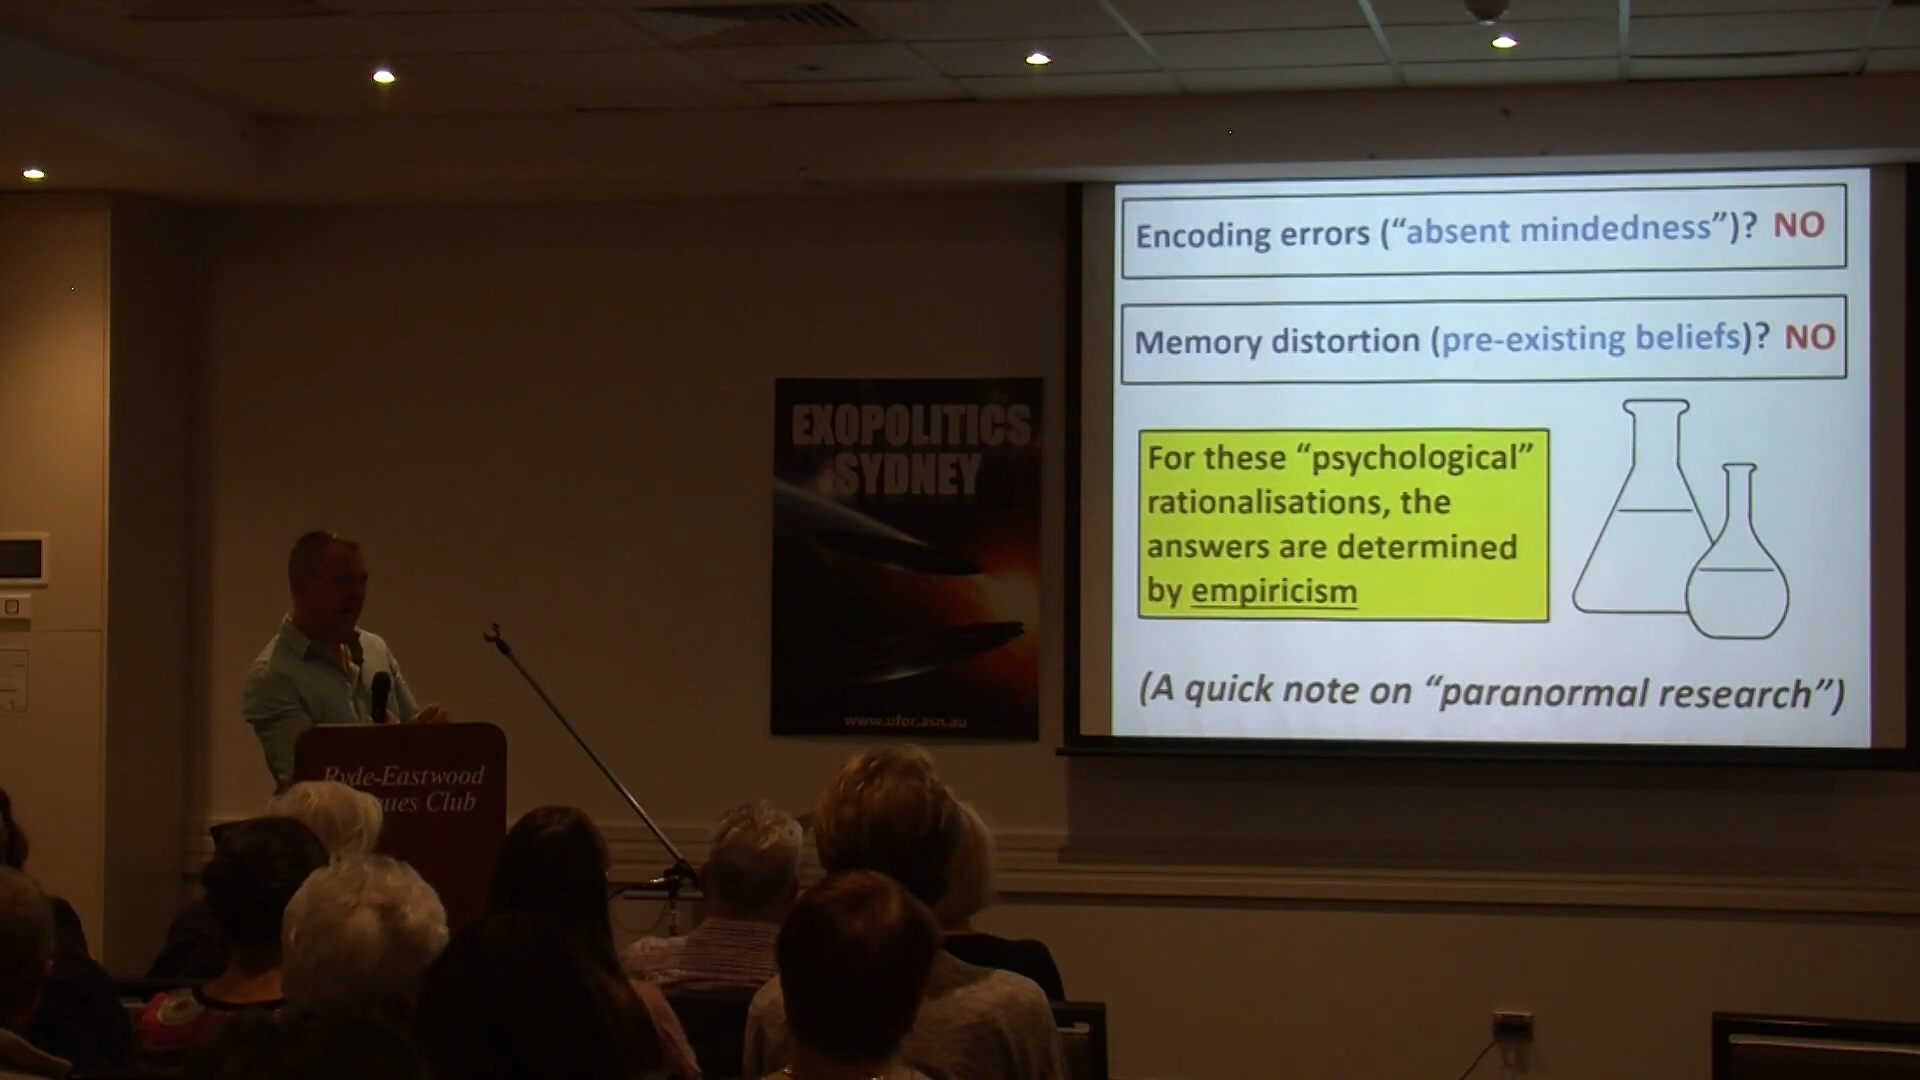 Encoding errors (“absent mindedness”)? NO
Memory distortion (pre-existing beliefs)? NO
For these “psychological”
rationalisations, the
answers are determined
by empiricism
(A quick note on “paranormal research”)
EXOPOLITICS
SYDNEY
www.ufor.asn.au
Ryde-Eastwood
gues Club